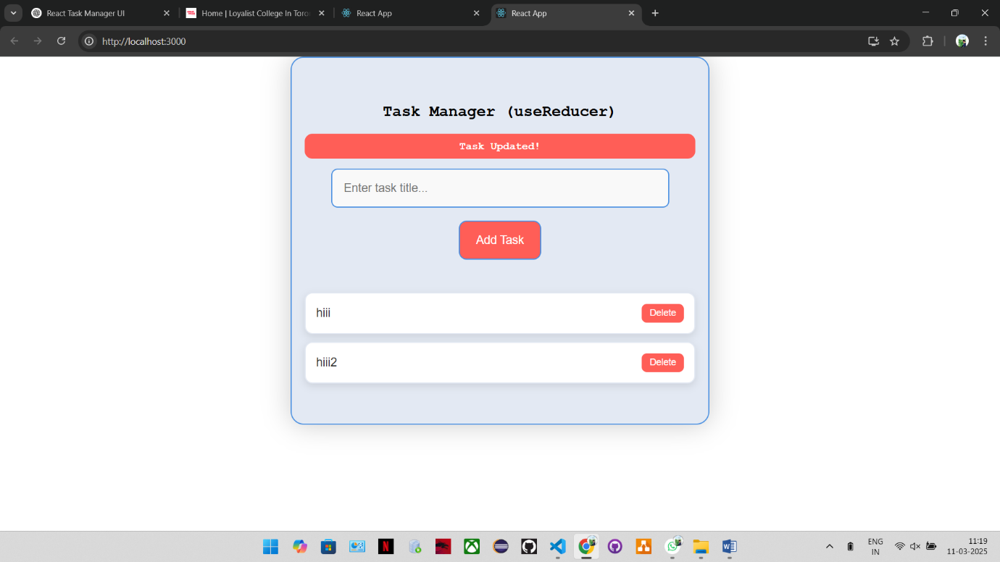 React Task Manager UI
Home | Loyalist College In Toro
React App
React App
http://localhost:3000
Task Manager (useReducer)
Task Updated!
Enter task title...
Add Task
hiii
Delete
hiii2
Delete
ENG
IN
11:19
11-03-2025